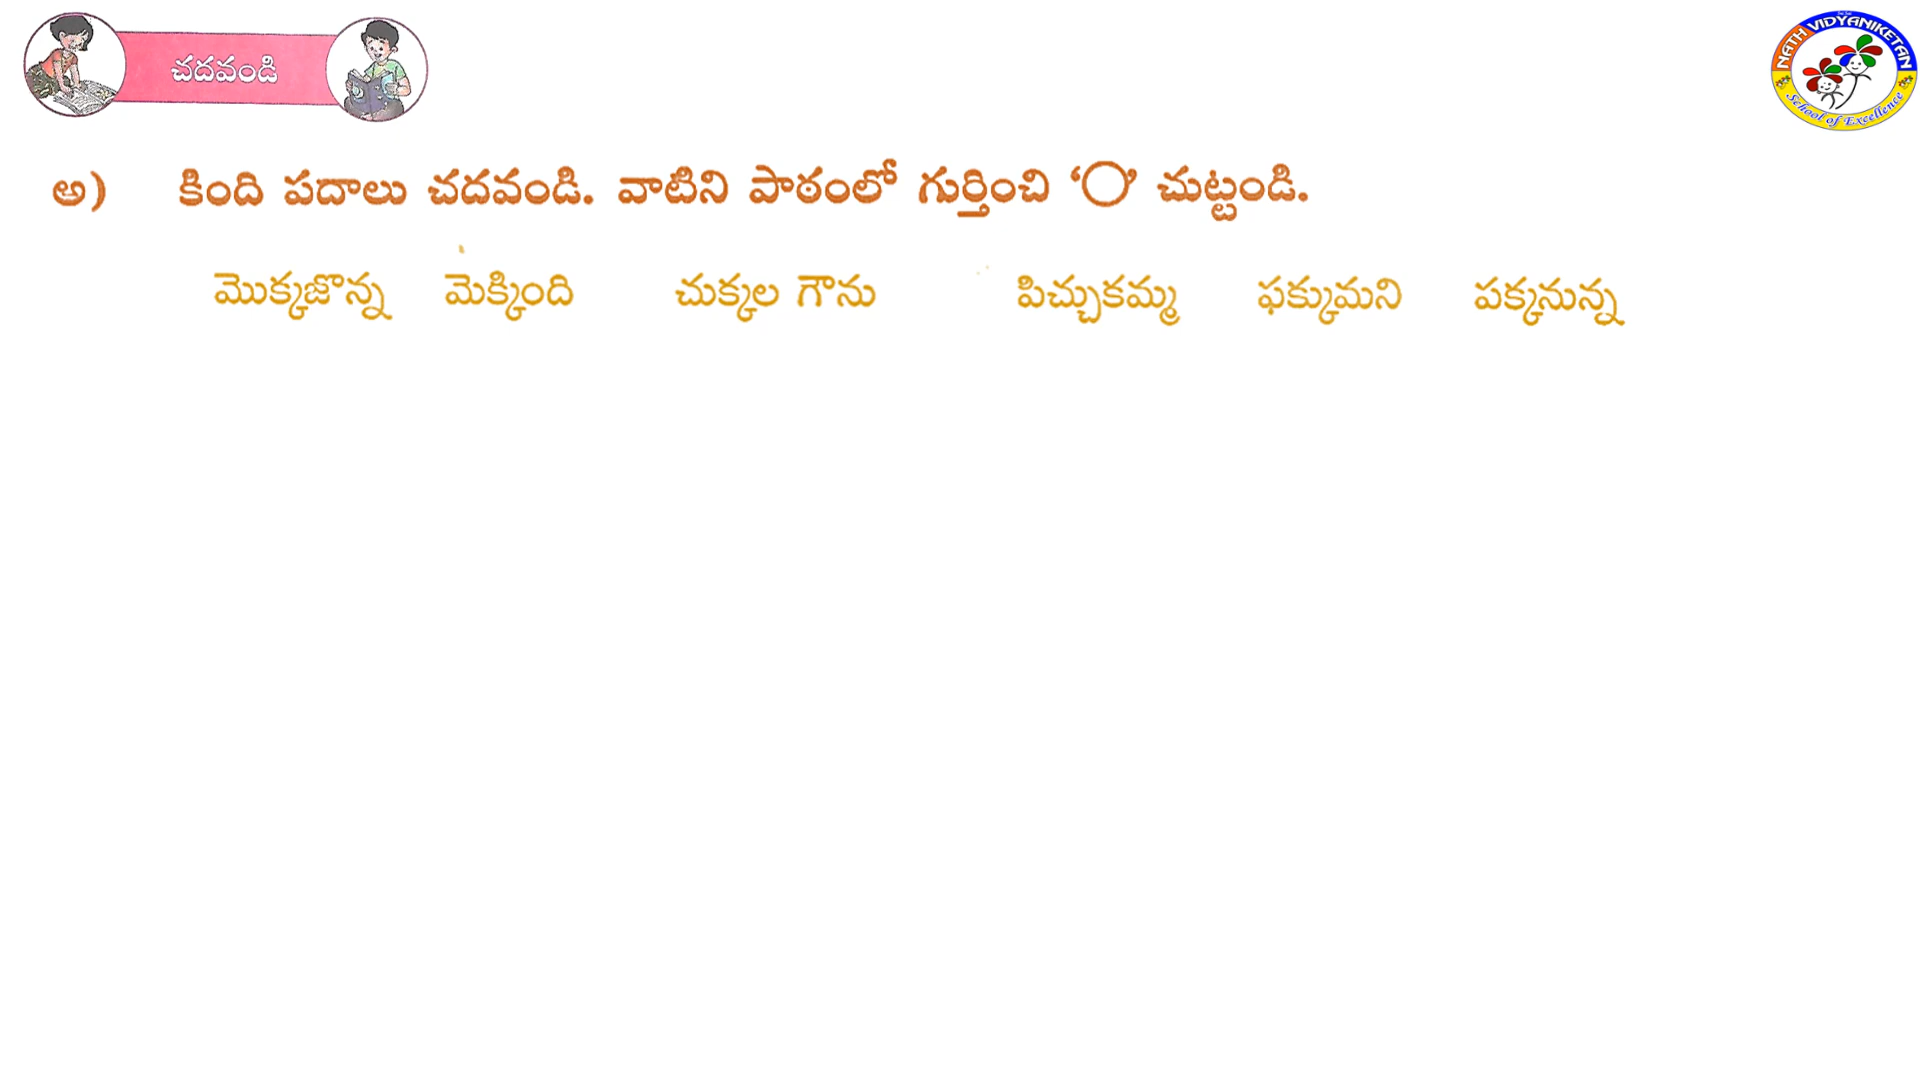 చదవండి
NATH VIDYANIKETAN
School of Excellence
అ) కింది పదాలు చదవండి. వాటిని పాఠంలో గుర్తించి ‘○’ చుట్టండి.
మొక్కజొన్న మెక్కింది చుక్కల గౌను పిచ్చుకమ్మ ఫక్కుమని పక్కనున్న